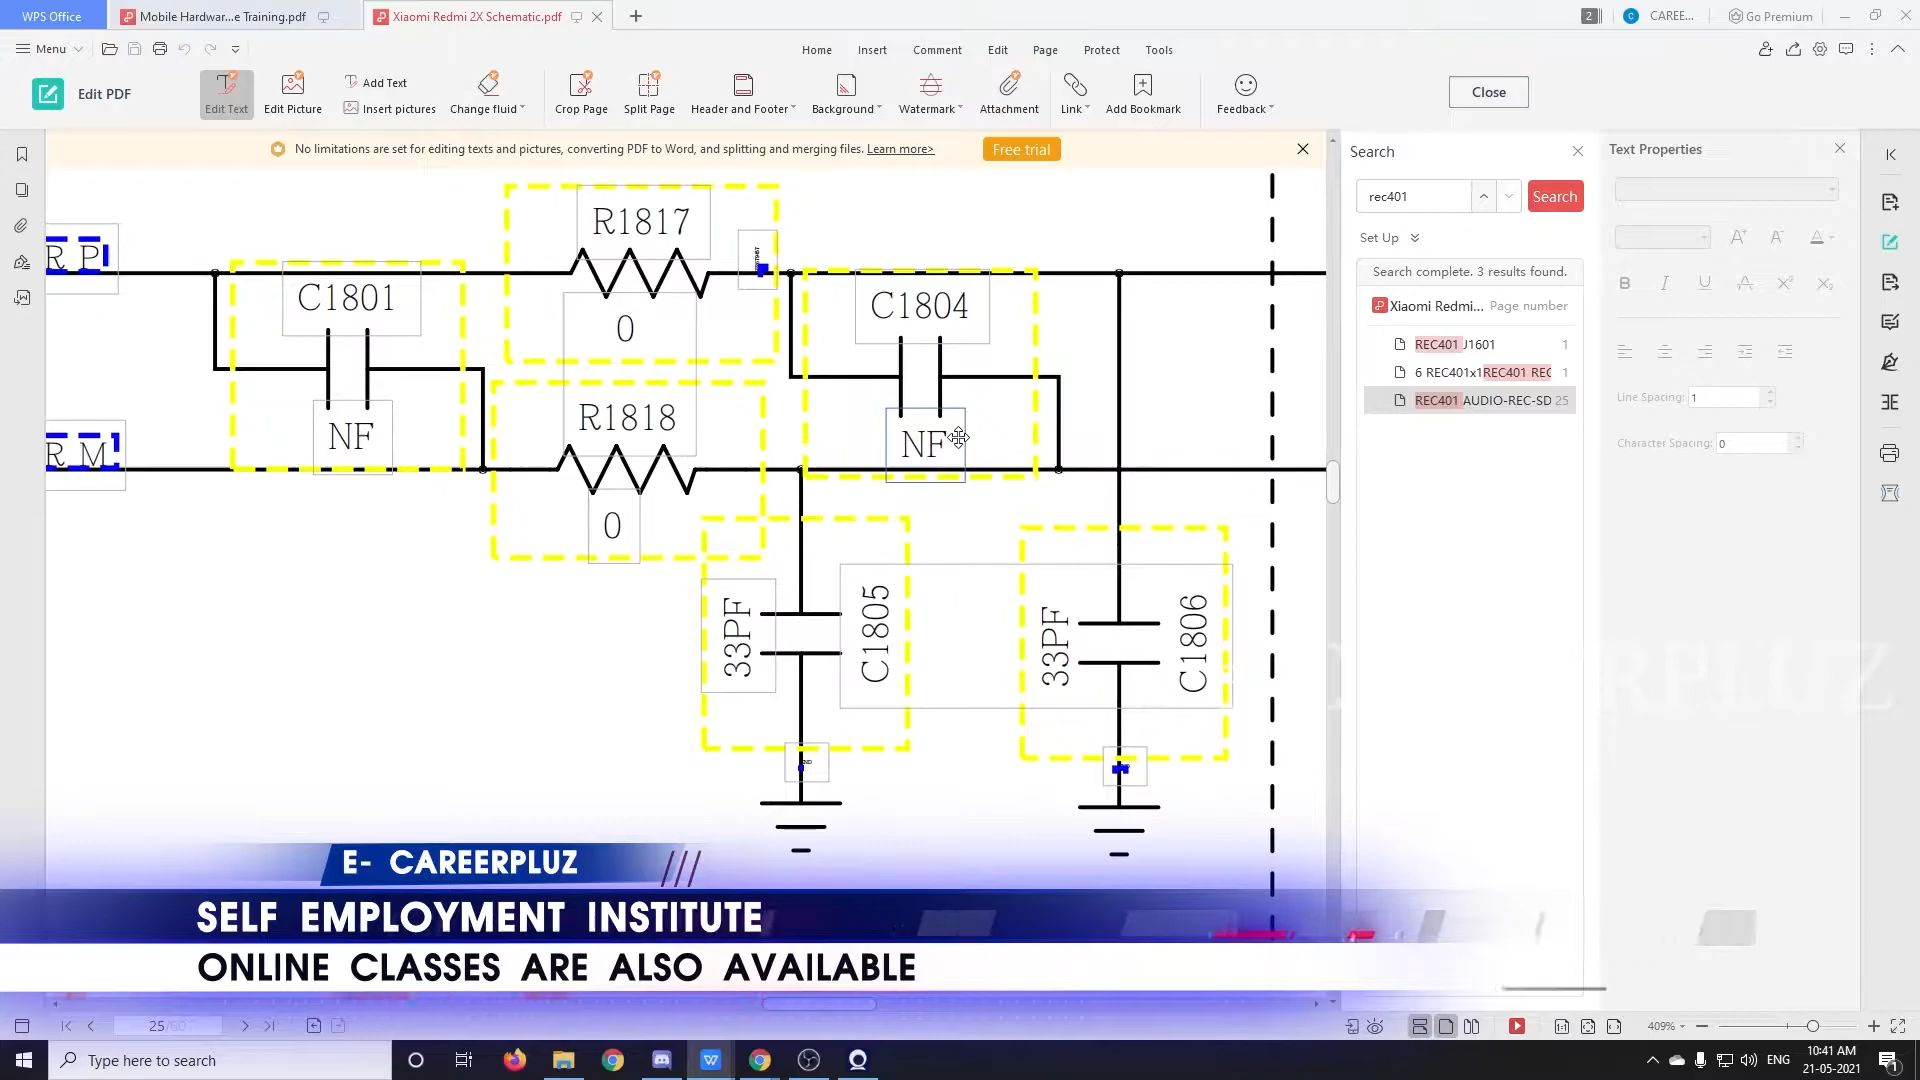 WPS Office
Mobile Hardwar...e Training.pdf
Xiaomi Redmi 2X Schematic.pdf
2
C
CAREE...
Go Premium
Menu
Home
Insert
Comment
Edit
Page
Protect
Tools
Edit PDF
Edit Text
Edit Picture
Add Text
Insert pictures
Change fluid
Crop Page
Split Page
Header and Footer
Background
Watermark
Attachment
Link
Add Bookmark
Feedback
Close
No limitations are set for editing texts and pictures, converting PDF to Word, and splitting and merging files. Learn more>
Free trial
Search
rec401
Search
Set Up
Search complete. 3 results found.
Xiaomi Redmi... Page number
REC401 J1601 1
6 REC401x1REC401 REC 1
REC401 AUDIO-REC-SD 25
Text Properties
Line Spacing: 1
Character Spacing: 0
R P
R M
C1801
NF
R1817
0
R1818
0
C1804
NF
33PF
C1805
33PF
C1806
GND
E- CAREERPLUZ
SELF EMPLOYMENT INSTITUTE
ONLINE CLASSES ARE ALSO AVAILABLE
25/60
409%
Type here to search
ENG
10:41 AM
21-05-2021
1